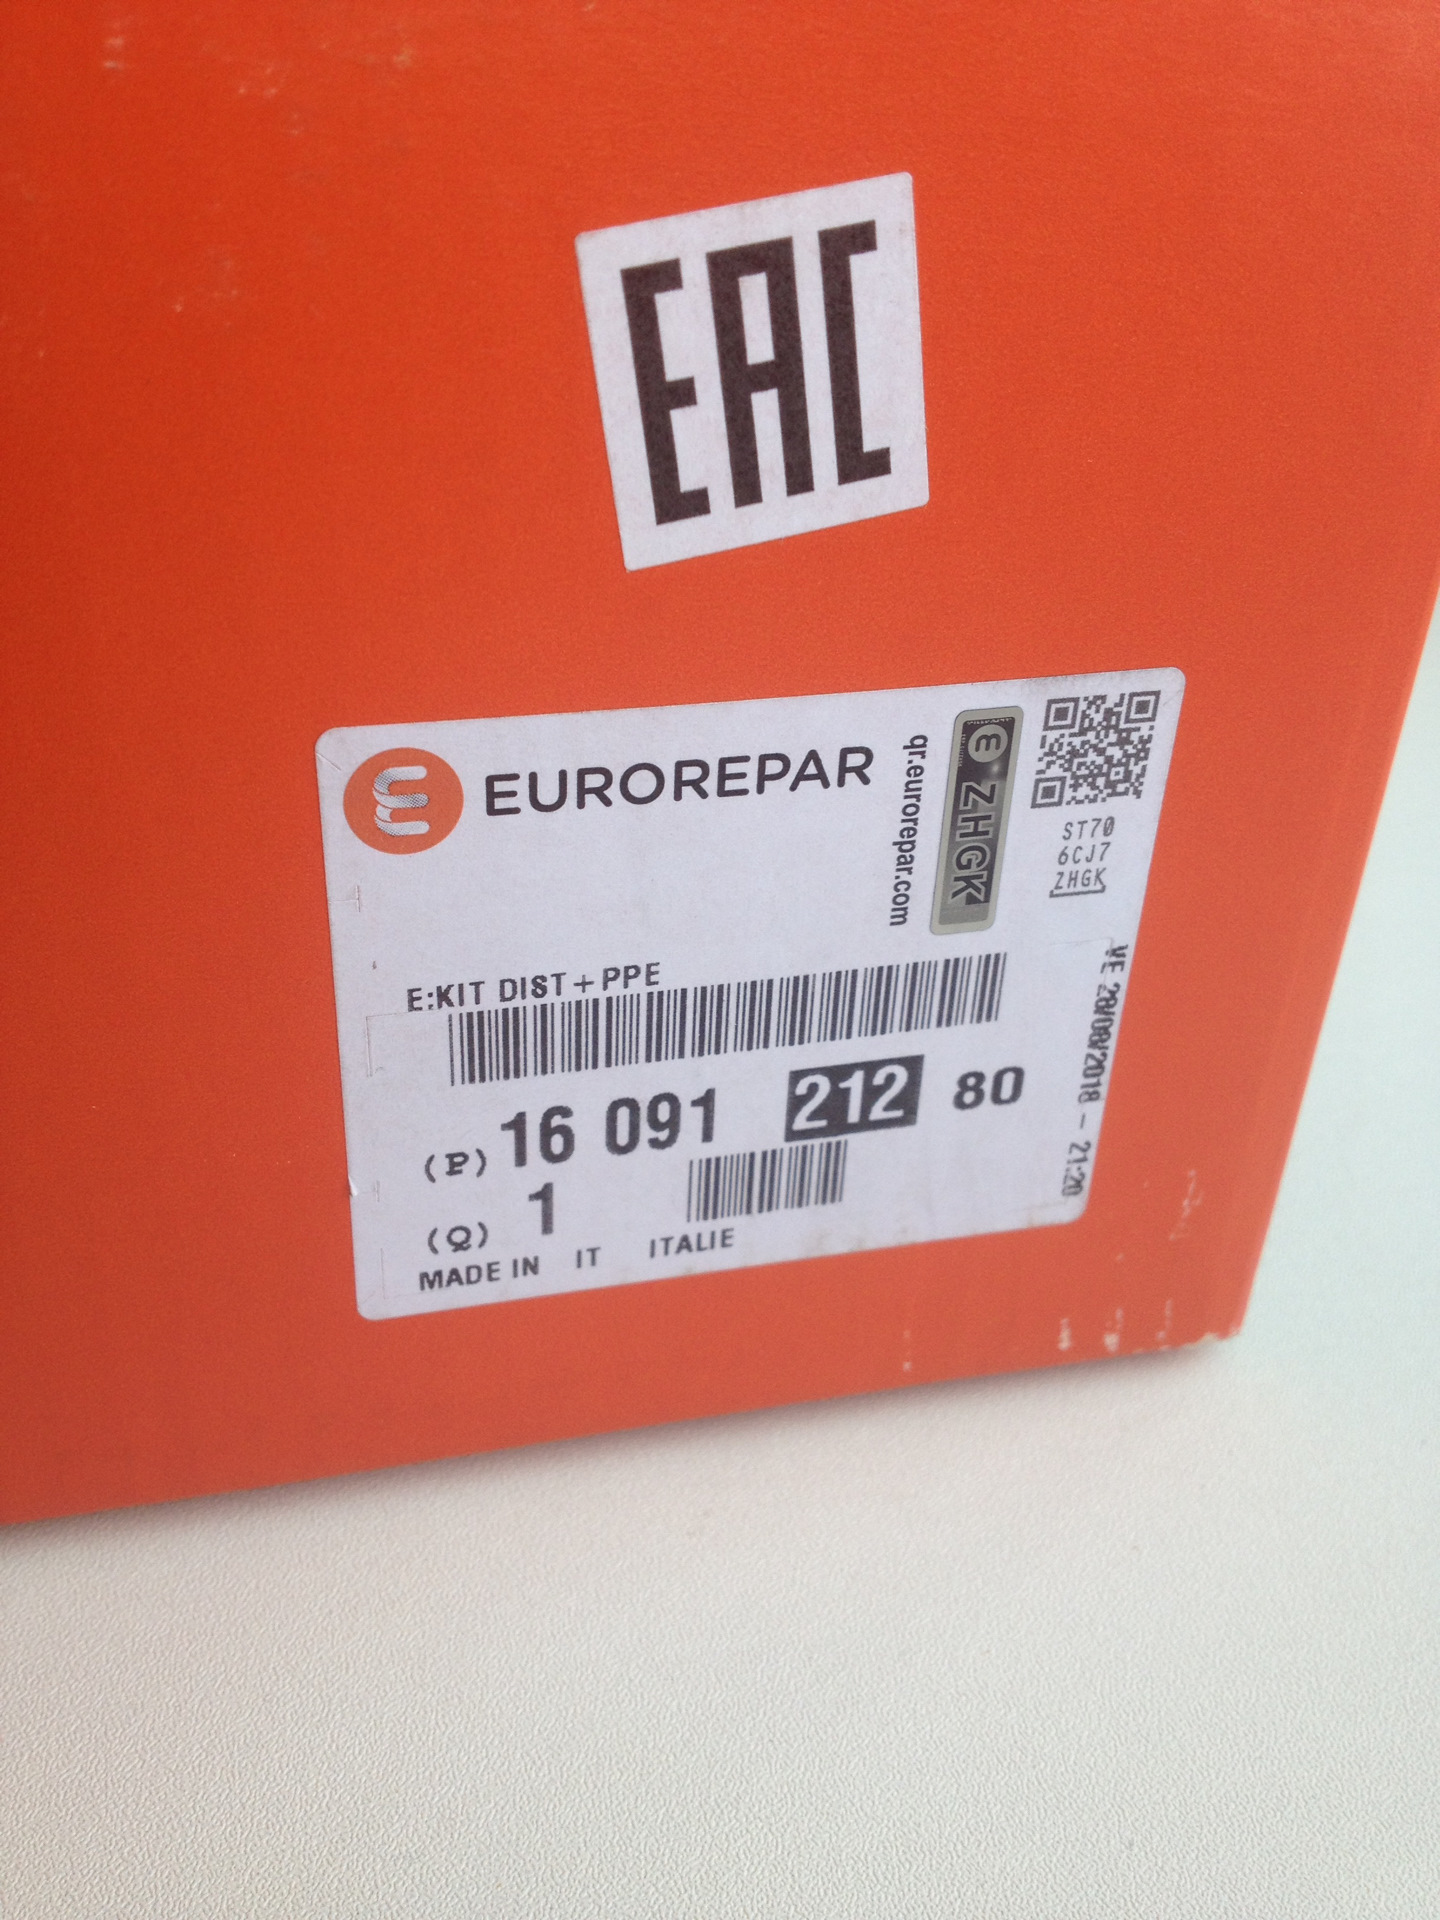 EAC
EUROREPAR
qr.eurorepar.com
ZHGK
ST70
6CJ7
ZHGK
E:KIT DIST+PPE
(P) 16 091 212 80
(Q) 1
MADE IN IT ITALIE
VE 28/09/2018 - 21:20